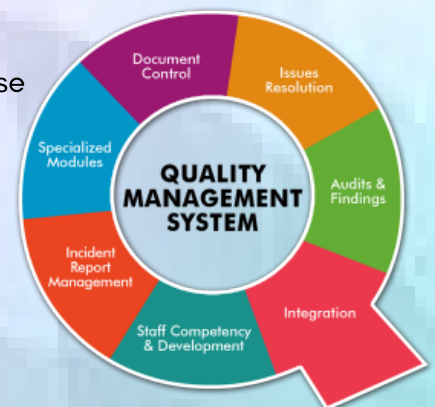 se
Document
Control
Issues
Resolution
Specialized
Modules
QUALITY
MANAGEMENT
SYSTEM
Audits &
Findings
Incident
Report
Management
Integration
Staff Competency
& Development